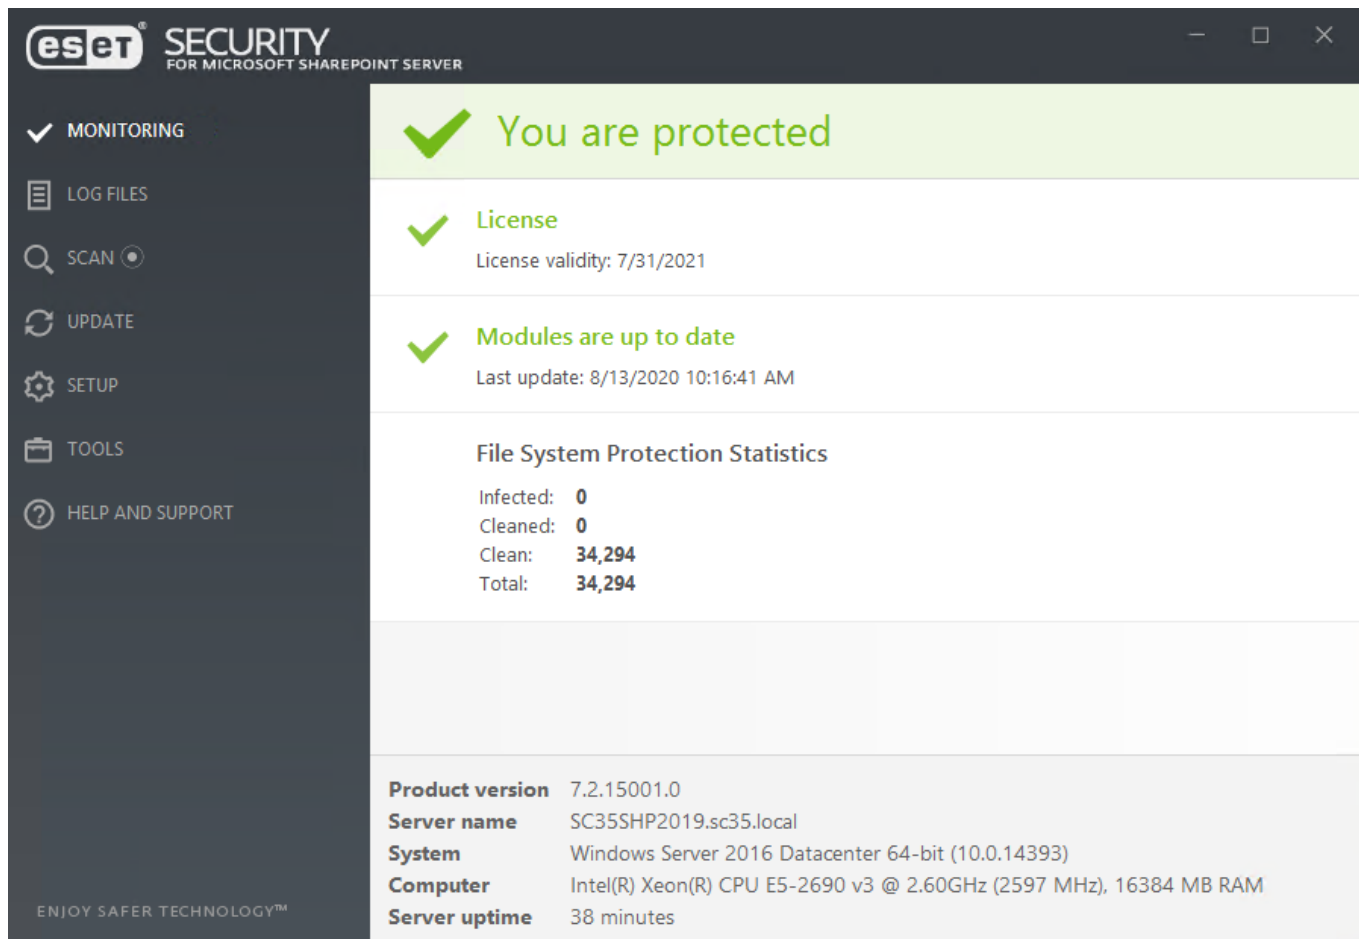 eset® SECURITY
FOR MICROSOFT SHAREPOINT SERVER
MONITORING
LOG FILES
SCAN
UPDATE
SETUP
TOOLS
HELP AND SUPPORT
ENJOY SAFER TECHNOLOGY™
You are protected
License
License validity: 7/31/2021
Modules are up to date
Last update: 8/13/2020 10:16:41 AM
File System Protection Statistics
Infected: 0
Cleaned: 0
Clean: 34,294
Total: 34,294
Product version 7.2.15001.0
Server name SC35SHP2019.sc35.local
System Windows Server 2016 Datacenter 64-bit (10.0.14393)
Computer Intel(R) Xeon(R) CPU E5-2690 v3 @ 2.60GHz (2597 MHz), 16384 MB RAM
Server uptime 38 minutes